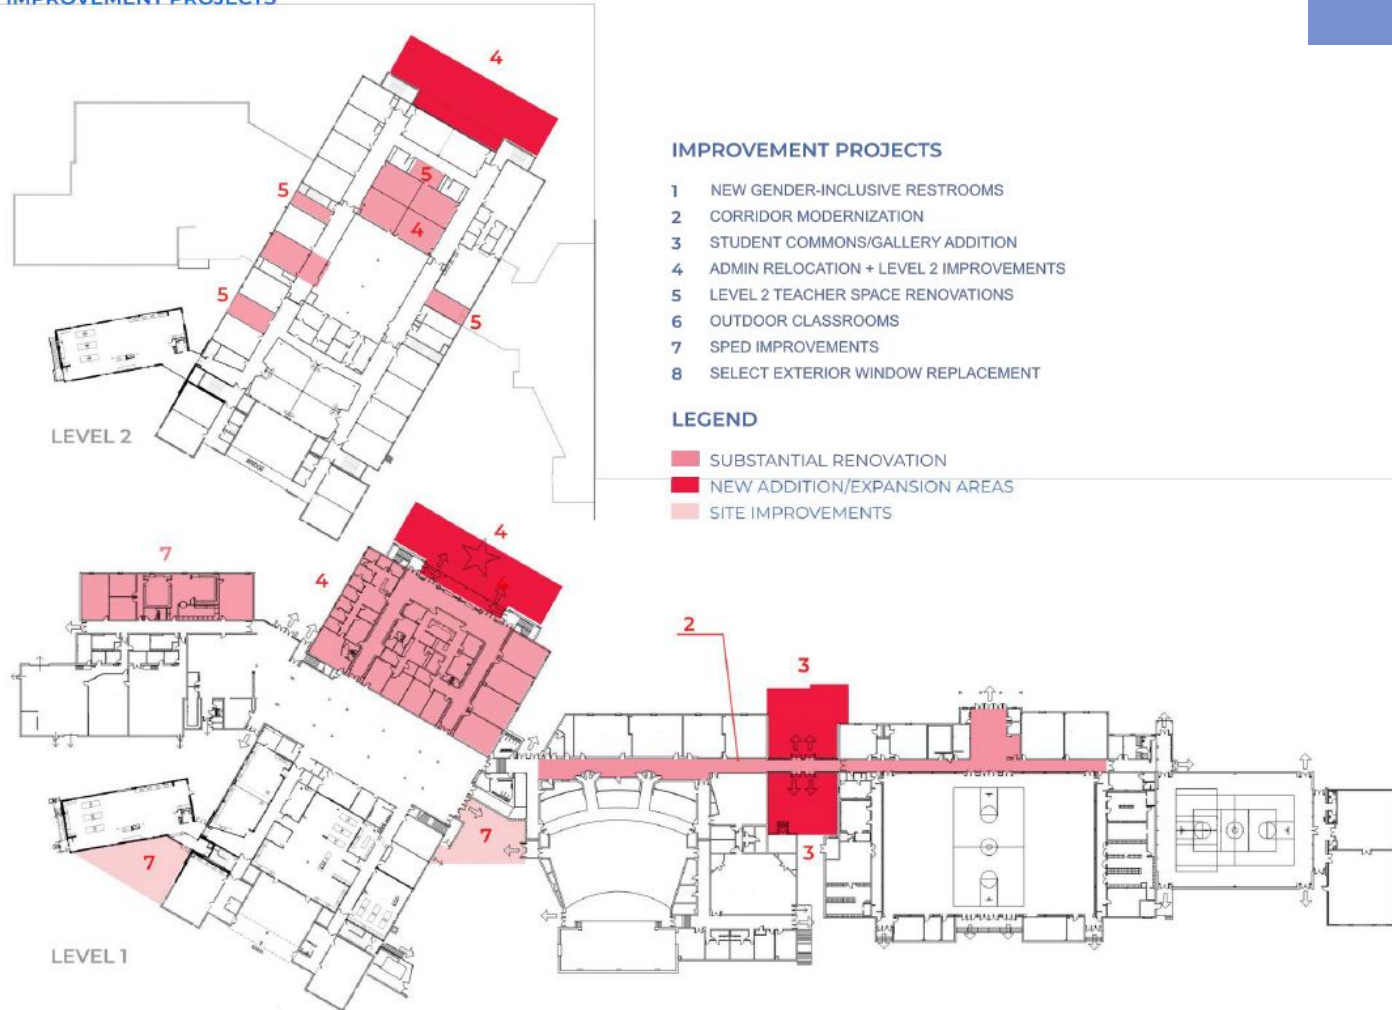 IMPROVEMENT PROJECTS
4
5
5
4
5
5
LEVEL 2
IMPROVEMENT PROJECTS
1 NEW GENDER-INCLUSIVE RESTROOMS
2 CORRIDOR MODERNIZATION
3 STUDENT COMMONS/GALLERY ADDITION
4 ADMIN RELOCATION + LEVEL 2 IMPROVEMENTS
5 LEVEL 2 TEACHER SPACE RENOVATIONS
6 OUTDOOR CLASSROOMS
7 SPED IMPROVEMENTS
8 SELECT EXTERIOR WINDOW REPLACEMENT
LEGEND
SUBSTANTIAL RENOVATION
NEW ADDITION/EXPANSION AREAS
SITE IMPROVEMENTS
4
7
4
4
2
3
7
7
3
LEVEL 1